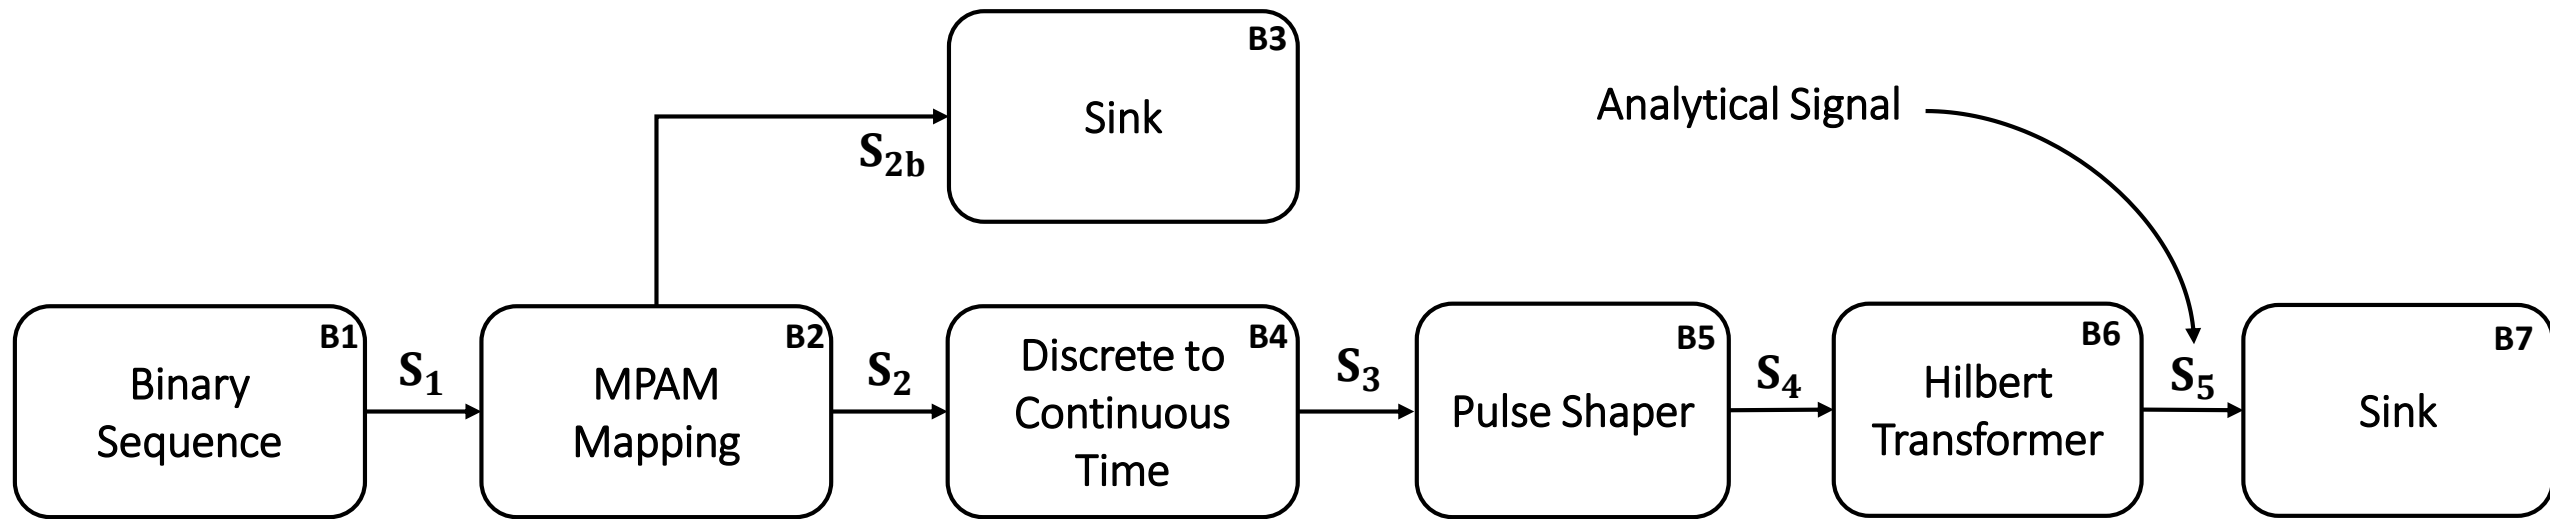 B3
Sink
S2b
Analytical Signal
B1
Binary
Sequence
S1
B2
MPAM
Mapping
S2
B4
Discrete to
Continuous
Time
S3
B5
Pulse Shaper
S4
B6
Hilbert
Transformer
S5
B7
Sink